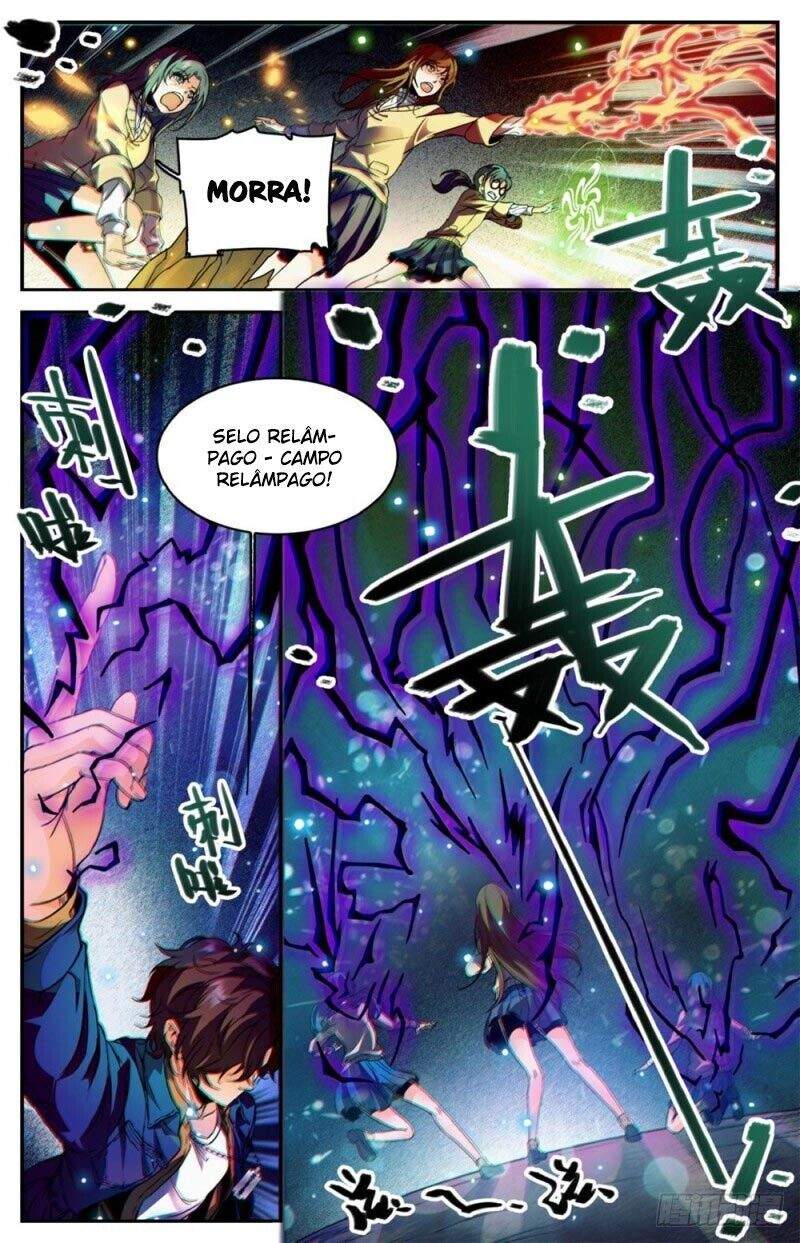 MORRA!
轰
SELO RELÂM-
PAGO - CAMPO
RELÂMPAGO!
刺
啦
轰
刺
啦